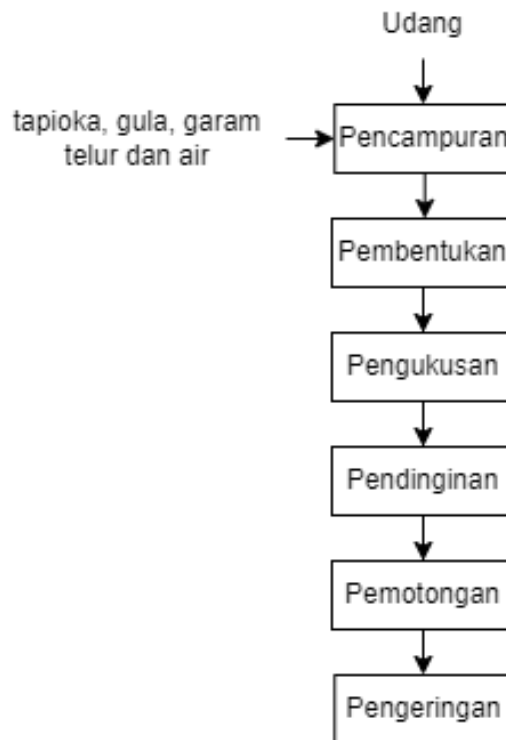 Udang
tapioka, gula, garam
telur dan air
Pencampuran
Pembentukan
Pengukusan
Pendinginan
Pemotongan
Pengeringan